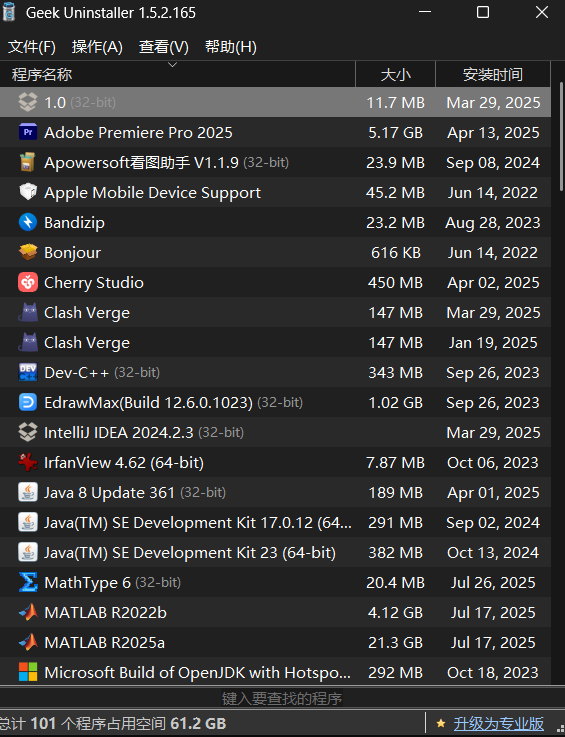 Geek Uninstaller 1.5.2.165
文件(F) 操作(A) 查看(V) 帮助(H)
程序名称 大小 安装时间
1.0 (32-bit) 11.7 MB Mar 29, 2025
Adobe Premiere Pro 2025 5.17 GB Apr 13, 2025
Apowersoft看图助手 V1.1.9 (32-bit) 23.9 MB Sep 08, 2024
Apple Mobile Device Support 45.2 MB Jun 14, 2022
Bandizip 23.2 MB Aug 28, 2023
Bonjour 616 KB Jun 14, 2022
Cherry Studio 450 MB Apr 02, 2025
Clash Verge 147 MB Mar 29, 2025
Clash Verge 147 MB Jan 19, 2025
Dev-C++ (32-bit) 343 MB Sep 26, 2023
EdrawMax(Build 12.6.0.1023) (32-bit) 1.02 GB Sep 26, 2023
IntelliJ IDEA 2024.2.3 (32-bit) Mar 29, 2025
IrfanView 4.62 (64-bit) 7.87 MB Oct 06, 2023
Java 8 Update 361 (32-bit) 189 MB Apr 01, 2025
Java(TM) SE Development Kit 17.0.12 (64... 291 MB Sep 02, 2024
Java(TM) SE Development Kit 23 (64-bit) 382 MB Oct 13, 2024
MathType 6 (32-bit) 20.4 MB Jul 26, 2025
MATLAB R2022b 4.12 GB Jul 17, 2025
MATLAB R2025a 21.3 GB Jul 17, 2025
Microsoft Build of OpenJDK with Hotspo... 292 MB Oct 18, 2023
键入要查找的程序
总计 101 个程序占用空间 61.2 GB 升级为专业版